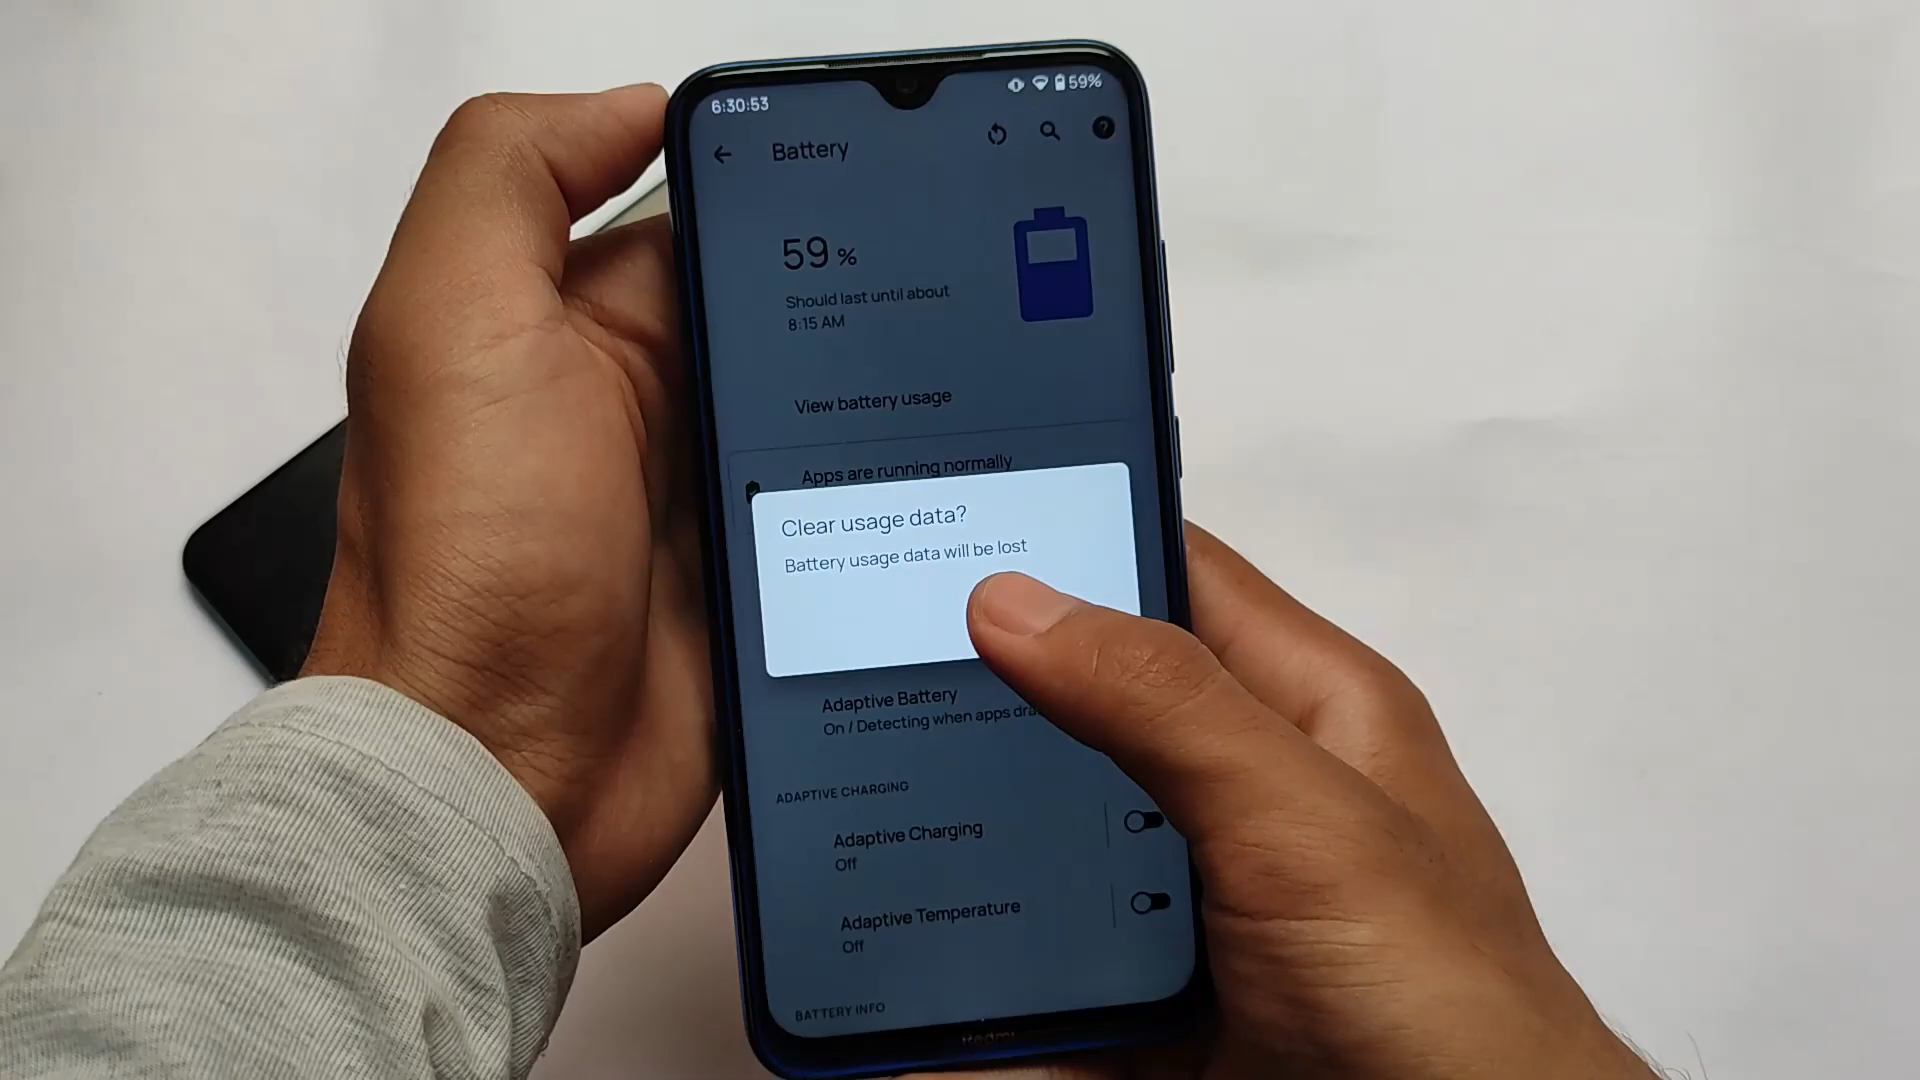 6:30:53
59%
Battery
?
59 %
Should last until about
8:15 AM
View battery usage
Apps are running normally
Clear usage data?
Battery usage data will be lost
Adaptive Battery
On / Detecting when apps
ADAPTIVE CHARGING
Adaptive Charging
Off
Adaptive Temperature
Off
BATTERY INFO
Redmi